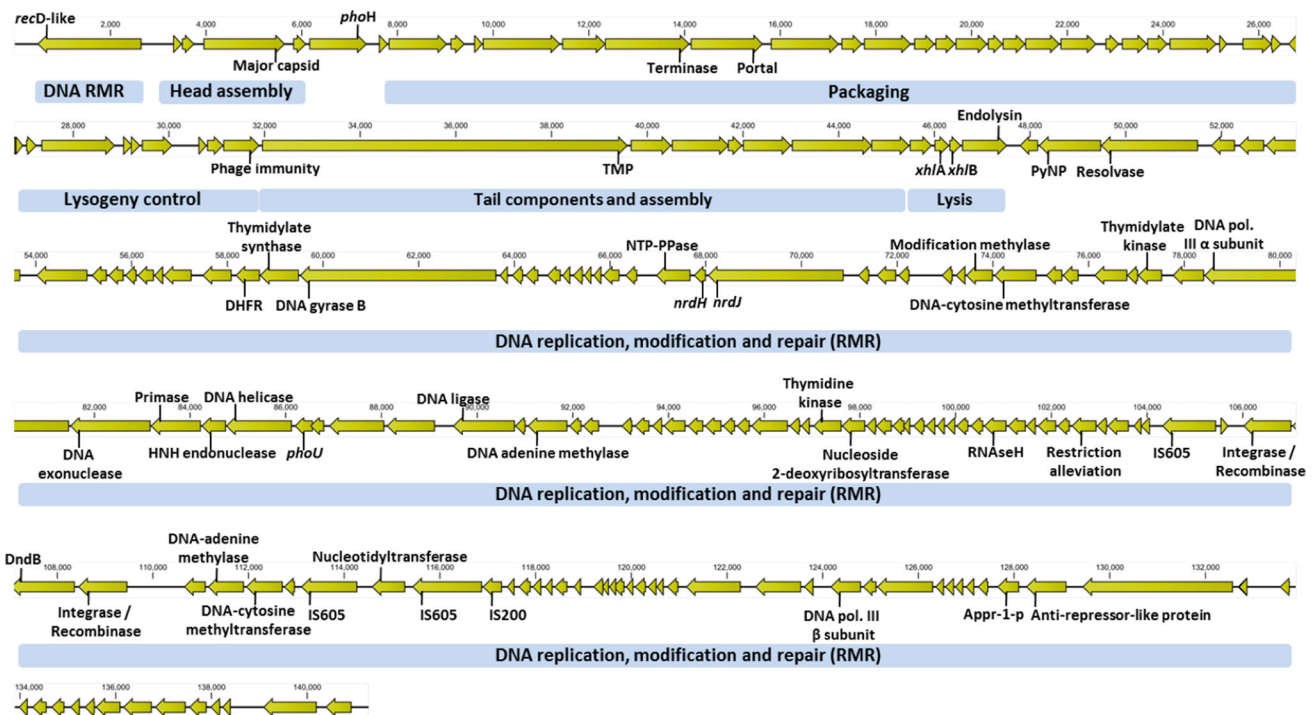 recD-like phoH
2,000 4,000 6,000 8,000 10,000 12,000 14,000 16,000 18,000 20,000 22,000 24,000 26,000
Major capsid Terminase Portal
DNA RMR Head assembly Packaging
Endolysin
28,000 30,000 32,000 34,000 36,000 38,000 40,000 42,000 44,000 46,000 48,000 50,000 52,000
Phage immunity TMP xhlA xhlB PyNP Resolvase
Lysogeny control Tail components and assembly Lysis
Thymidylate synthase NTP-PPase Modification methylase Thymidylate kinase DNA pol. III α subunit
54,000 56,000 58,000 60,000 62,000 64,000 66,000 68,000 70,000 72,000 74,000 76,000 78,000 80,000
DHFR DNA gyrase B nrdH nrdJ DNA-cytosine methyltransferase
DNA replication, modification and repair (RMR)
Thymidine kinase
Primase DNA helicase DNA ligase
82,000 84,000 86,000 88,000 90,000 92,000 94,000 96,000 98,000 100,000 102,000 104,000 106,000
DNA exonuclease HNH endonuclease phoU DNA adenine methylase Nucleoside 2-deoxyribosyltransferase RNAseH Restriction alleviation IS605 Integrase / Recombinase
DNA replication, modification and repair (RMR)
DndB DNA-adenine methylase Nucleotidyltransferase
108,000 110,000 112,000 114,000 116,000 118,000 120,000 122,000 124,000 126,000 128,000 130,000 132,000
Integrase / Recombinase DNA-cytosine methyltransferase IS605 IS605 IS200 DNA pol. III β subunit Appr-1-p Anti-repressor-like protein
DNA replication, modification and repair (RMR)
134,000 136,000 138,000 140,000